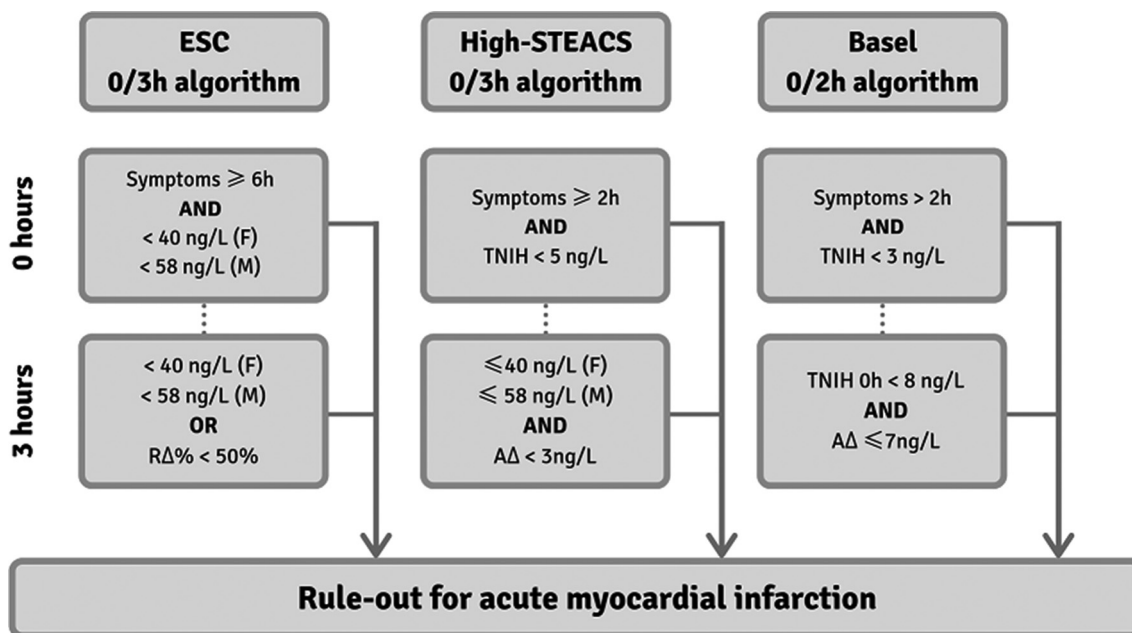 ESC
0/3h algorithm
High-STEACS
0/3h algorithm
Basel
0/2h algorithm
0 hours
Symptoms ⩾ 6h
AND
< 40 ng/L (F)
< 58 ng/L (M)
Symptoms ⩾ 2h
AND
TNIH < 5 ng/L
Symptoms > 2h
AND
TNIH < 3 ng/L
3 hours
< 40 ng/L (F)
< 58 ng/L (M)
OR
RΔ% < 50%
⩽40 ng/L (F)
⩽ 58 ng/L (M)
AND
AΔ < 3ng/L
TNIH 0h < 8 ng/L
AND
AΔ ⩽7ng/L
Rule-out for acute myocardial infarction